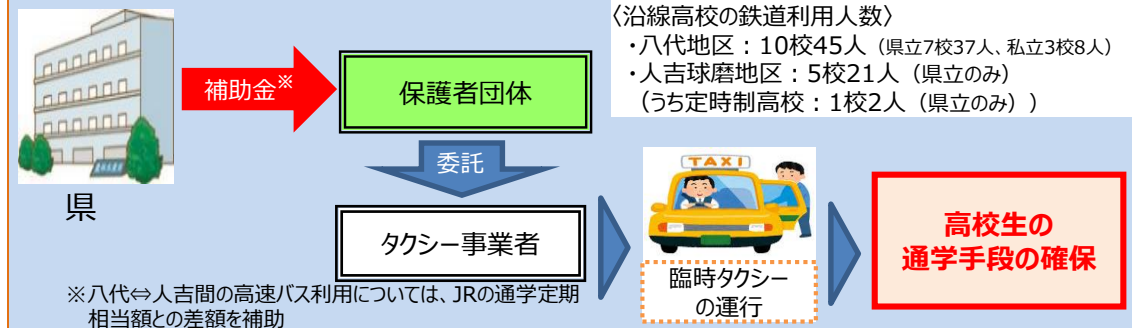 〈沿線高校の鉄道利用人数〉
・八代地区：10校45人（県立7校37人、私立3校8人）
・人吉球磨地区：5校21人（県立のみ）
（うち定時制高校：1校2人（県立のみ））
補助金※
保護者団体
県
委託
タクシー事業者
TAXI
臨時タクシー
の運行
高校生の
通学手段の確保
※八代⇔人吉間の高速バス利用については、JRの通学定期
相当額との差額を補助